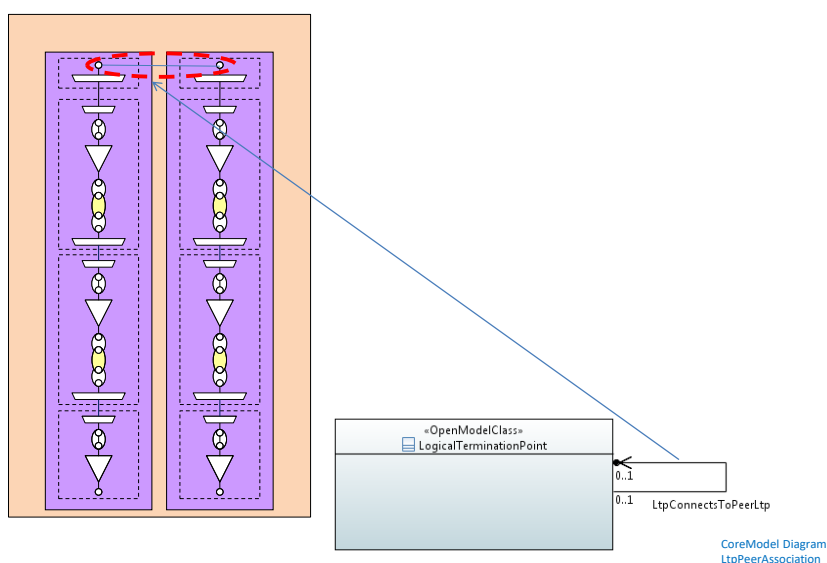 «OpenModelClass»
LogicalTerminationPoint
0..1
0..1
LtpConnectsToPeerLtp
CoreModel Diagram
LtpPeerAssociation